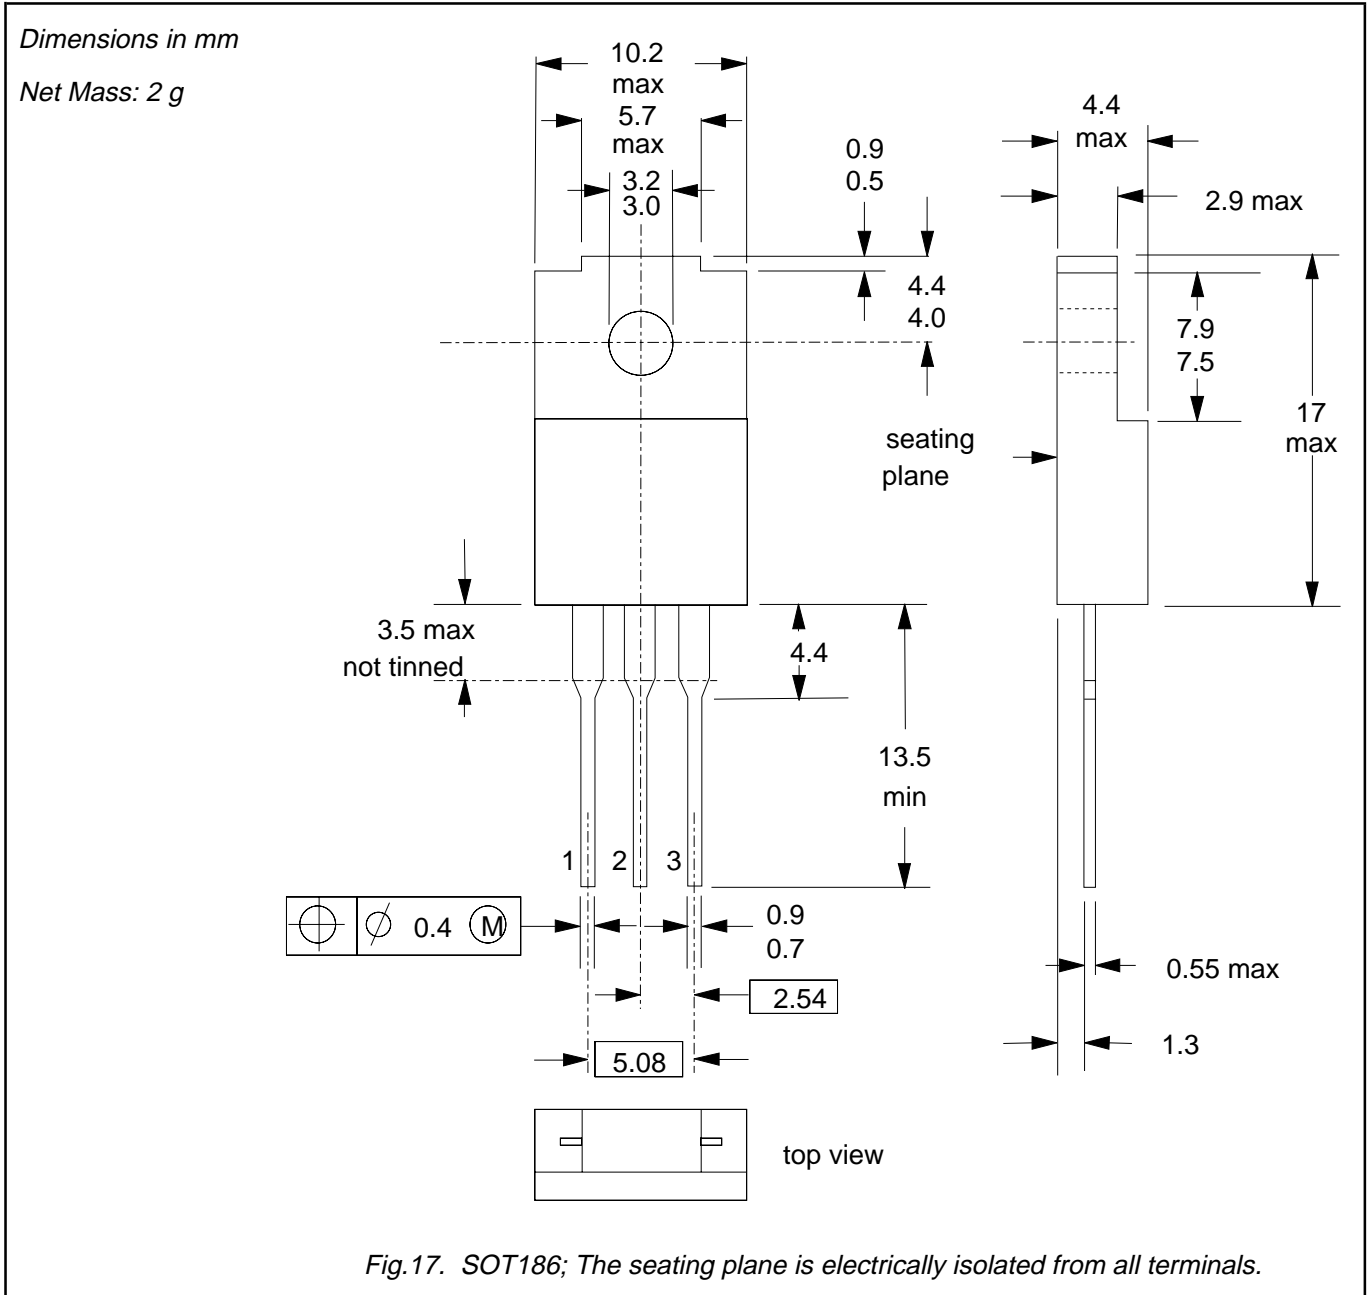 Dimensions in mm
Net Mass: 2 g
10.2
max
5.7
max
3.2
3.0
0.9
0.5
4.4
4.0
4.4
max
2.9 max
7.9
7.5
17
max
seating
plane
3.5 max
not tinned
4.4
13.5
min
1 2 3
0.4 M
0.9
0.7
2.54
5.08
0.55 max
1.3
top view
Fig.17. SOT186; The seating plane is electrically isolated from all terminals.